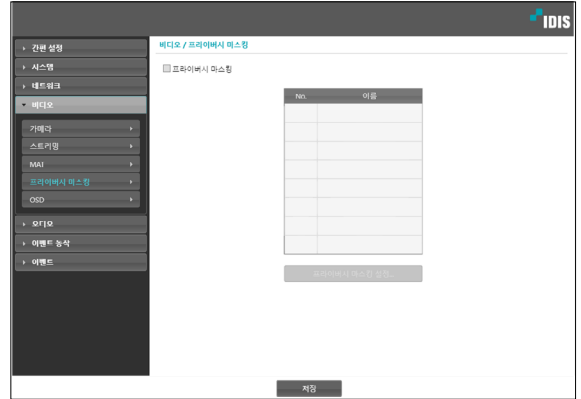 IDIS
간편 설정
시스템
네트워크
비디오
카메라
스트리밍
MAT
프라이버시 마스킹
OSD
오디오
이벤트 동작
이벤트
비디오 / 프라이버시 마스킹
프라이버시 마스킹
No. 이름
프라이버시 마스킹 설정...
저장